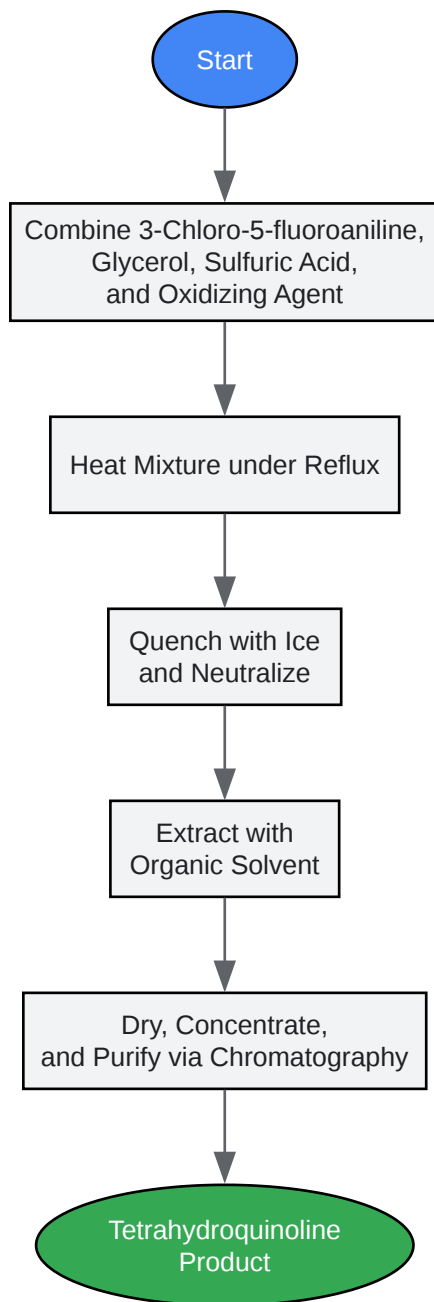 Start
Combine 3-Chloro-5-fluoroaniline,
Glycerol, Sulfuric Acid,
and Oxidizing Agent
Heat Mixture under Reflux
Quench with Ice
and Neutralize
Extract with
Organic Solvent
Dry, Concentrate,
and Purify via Chromatography
Tetrahydroquinoline
Product